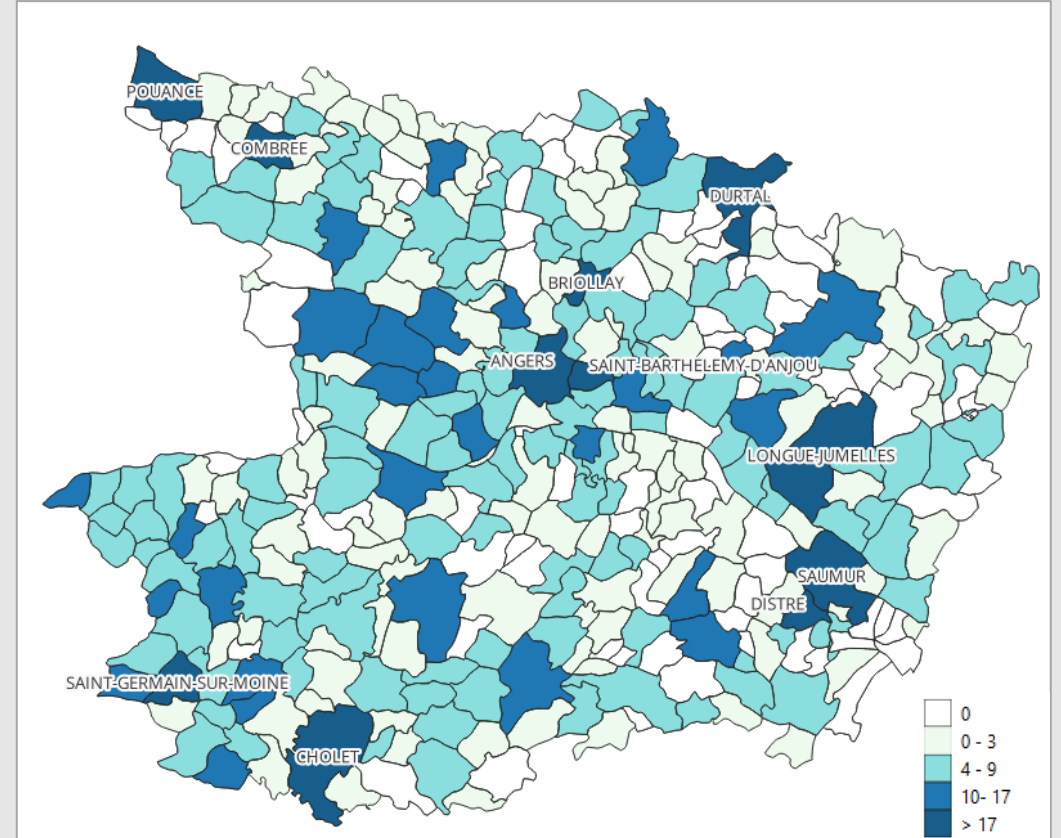 POUANCE
COMBREE
DURTAL
BRIOLLAY
ANGERS
SAINT-BARTHELEMY-D'ANJOU
LONGUE-JUMELLES
SAUMUR
DISTRE
SAINT-GERMAIN-SUR-MOINE
CHOLET
0
0 - 3
4 - 9
10- 17
> 17